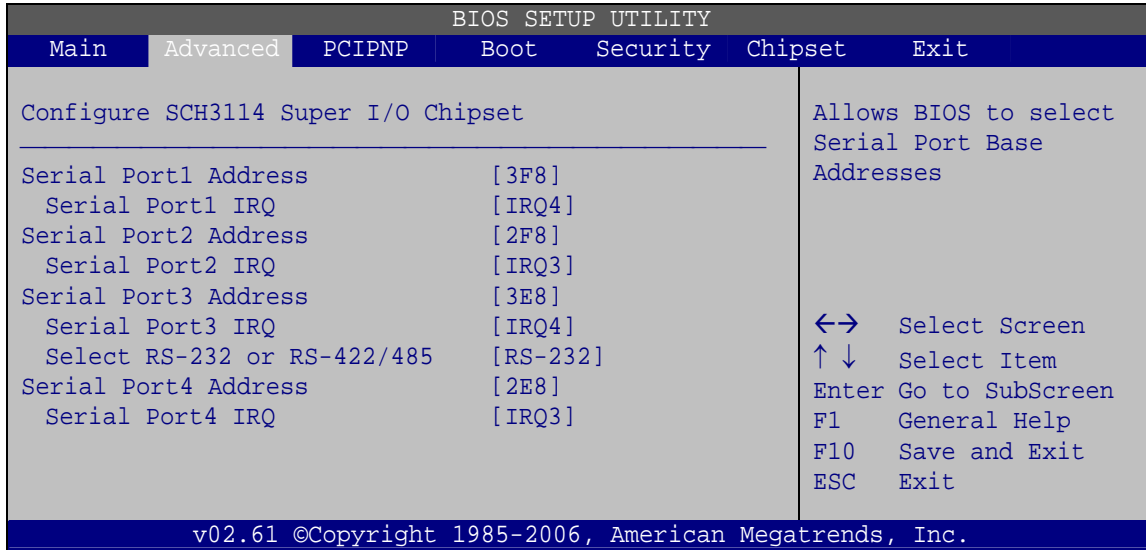 BIOS SETUP UTILITY
Main Advanced PCIPNP Boot Security Chipset Exit
Configure SCH3114 Super I/O Chipset
Serial Port1 Address [3F8]
Serial Port1 IRQ [IRQ4]
Serial Port2 Address [2F8]
Serial Port2 IRQ [IRQ3]
Serial Port3 Address [3E8]
Serial Port3 IRQ [IRQ4]
Select RS-232 or RS-422/485 [RS-232]
Serial Port4 Address [2E8]
Serial Port4 IRQ [IRQ3]
Allows BIOS to select
Serial Port Base
Addresses
←→ Select Screen
↑ ↓ Select Item
Enter Go to SubScreen
F1 General Help
F10 Save and Exit
ESC Exit
v02.61 ©Copyright 1985-2006, American Megatrends, Inc.